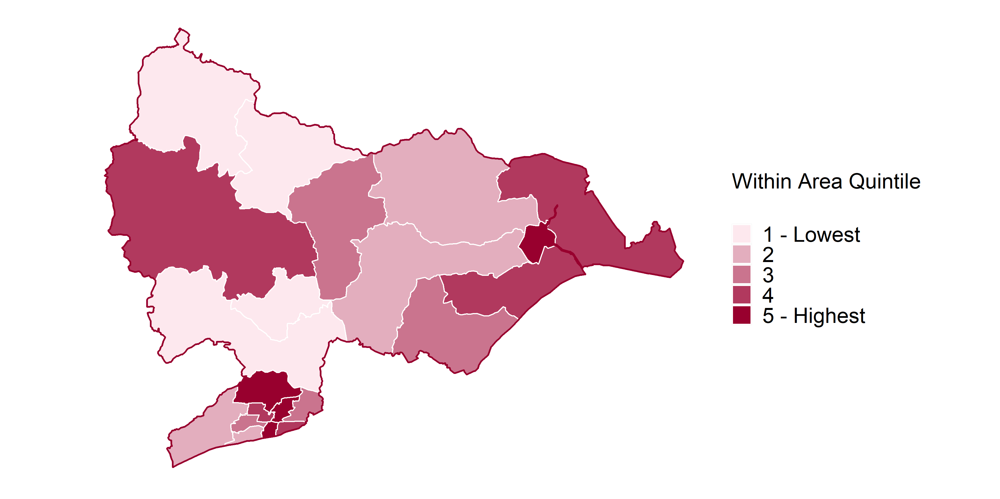 Within Area Quintile
1 - Lowest
2
3
4
5 - Highest